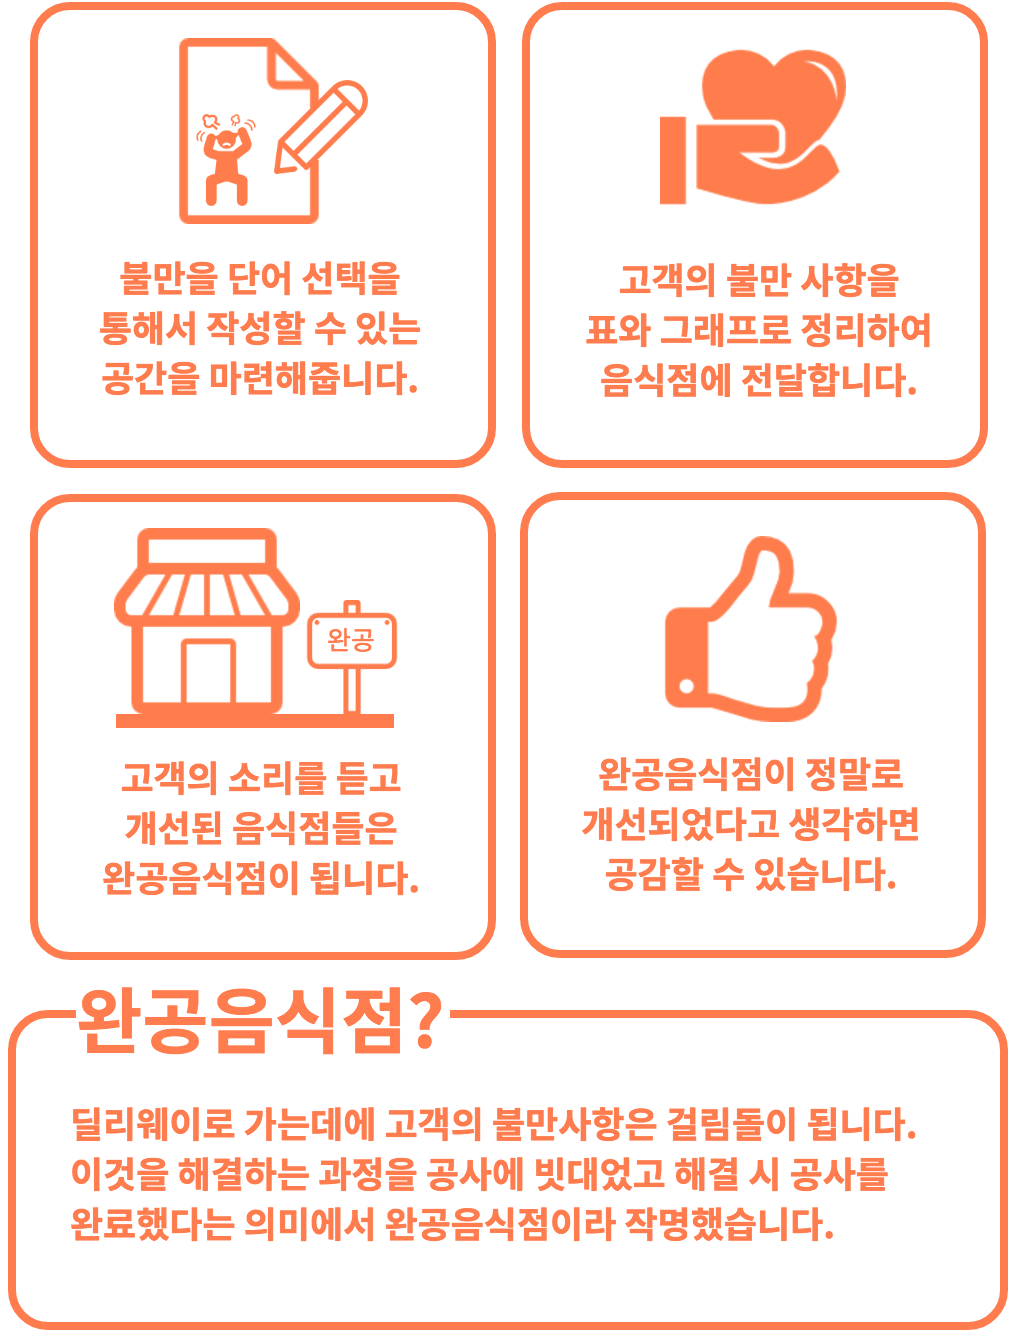 불만을 단어 선택을
통해서 작성할 수 있는
공간을 마련해줍니다.
고객의 불만 사항을
표와 그래프로 정리하여
음식점에 전달합니다.
완공
고객의 소리를 듣고
개선된 음식점들은
완공음식점이 됩니다.
완공음식점이 정말로
개선되었다고 생각하면
공감할 수 있습니다.
완공음식점?
딜리웨이로 가는데에 고객의 불만사항은 걸림돌이 됩니다.
이것을 해결하는 과정을 공사에 빗대었고 해결 시 공사를
완료했다는 의미에서 완공음식점이라 작명했습니다.